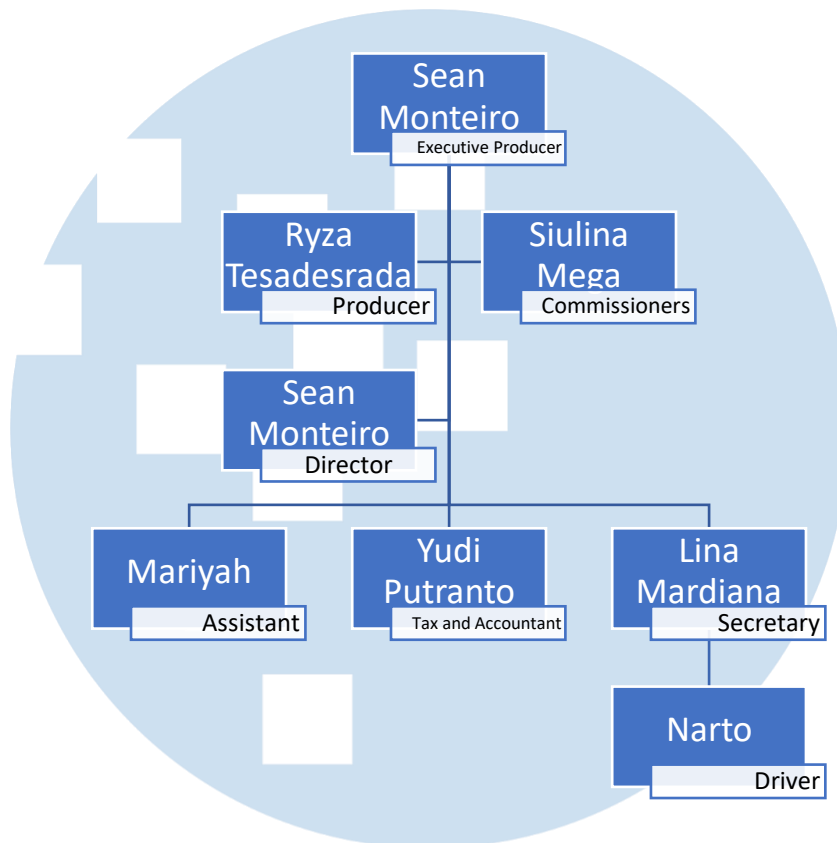 Sean
Monteiro
Executive Producer
Ryza
Tesadesrada
Producer
Siulina
Mega
Commissioners
Sean
Monteiro
Director
Mariyah
Assistant
Yudi
Putranto
Tax and Accountant
Lina
Mardiana
Secretary
Narto
Driver